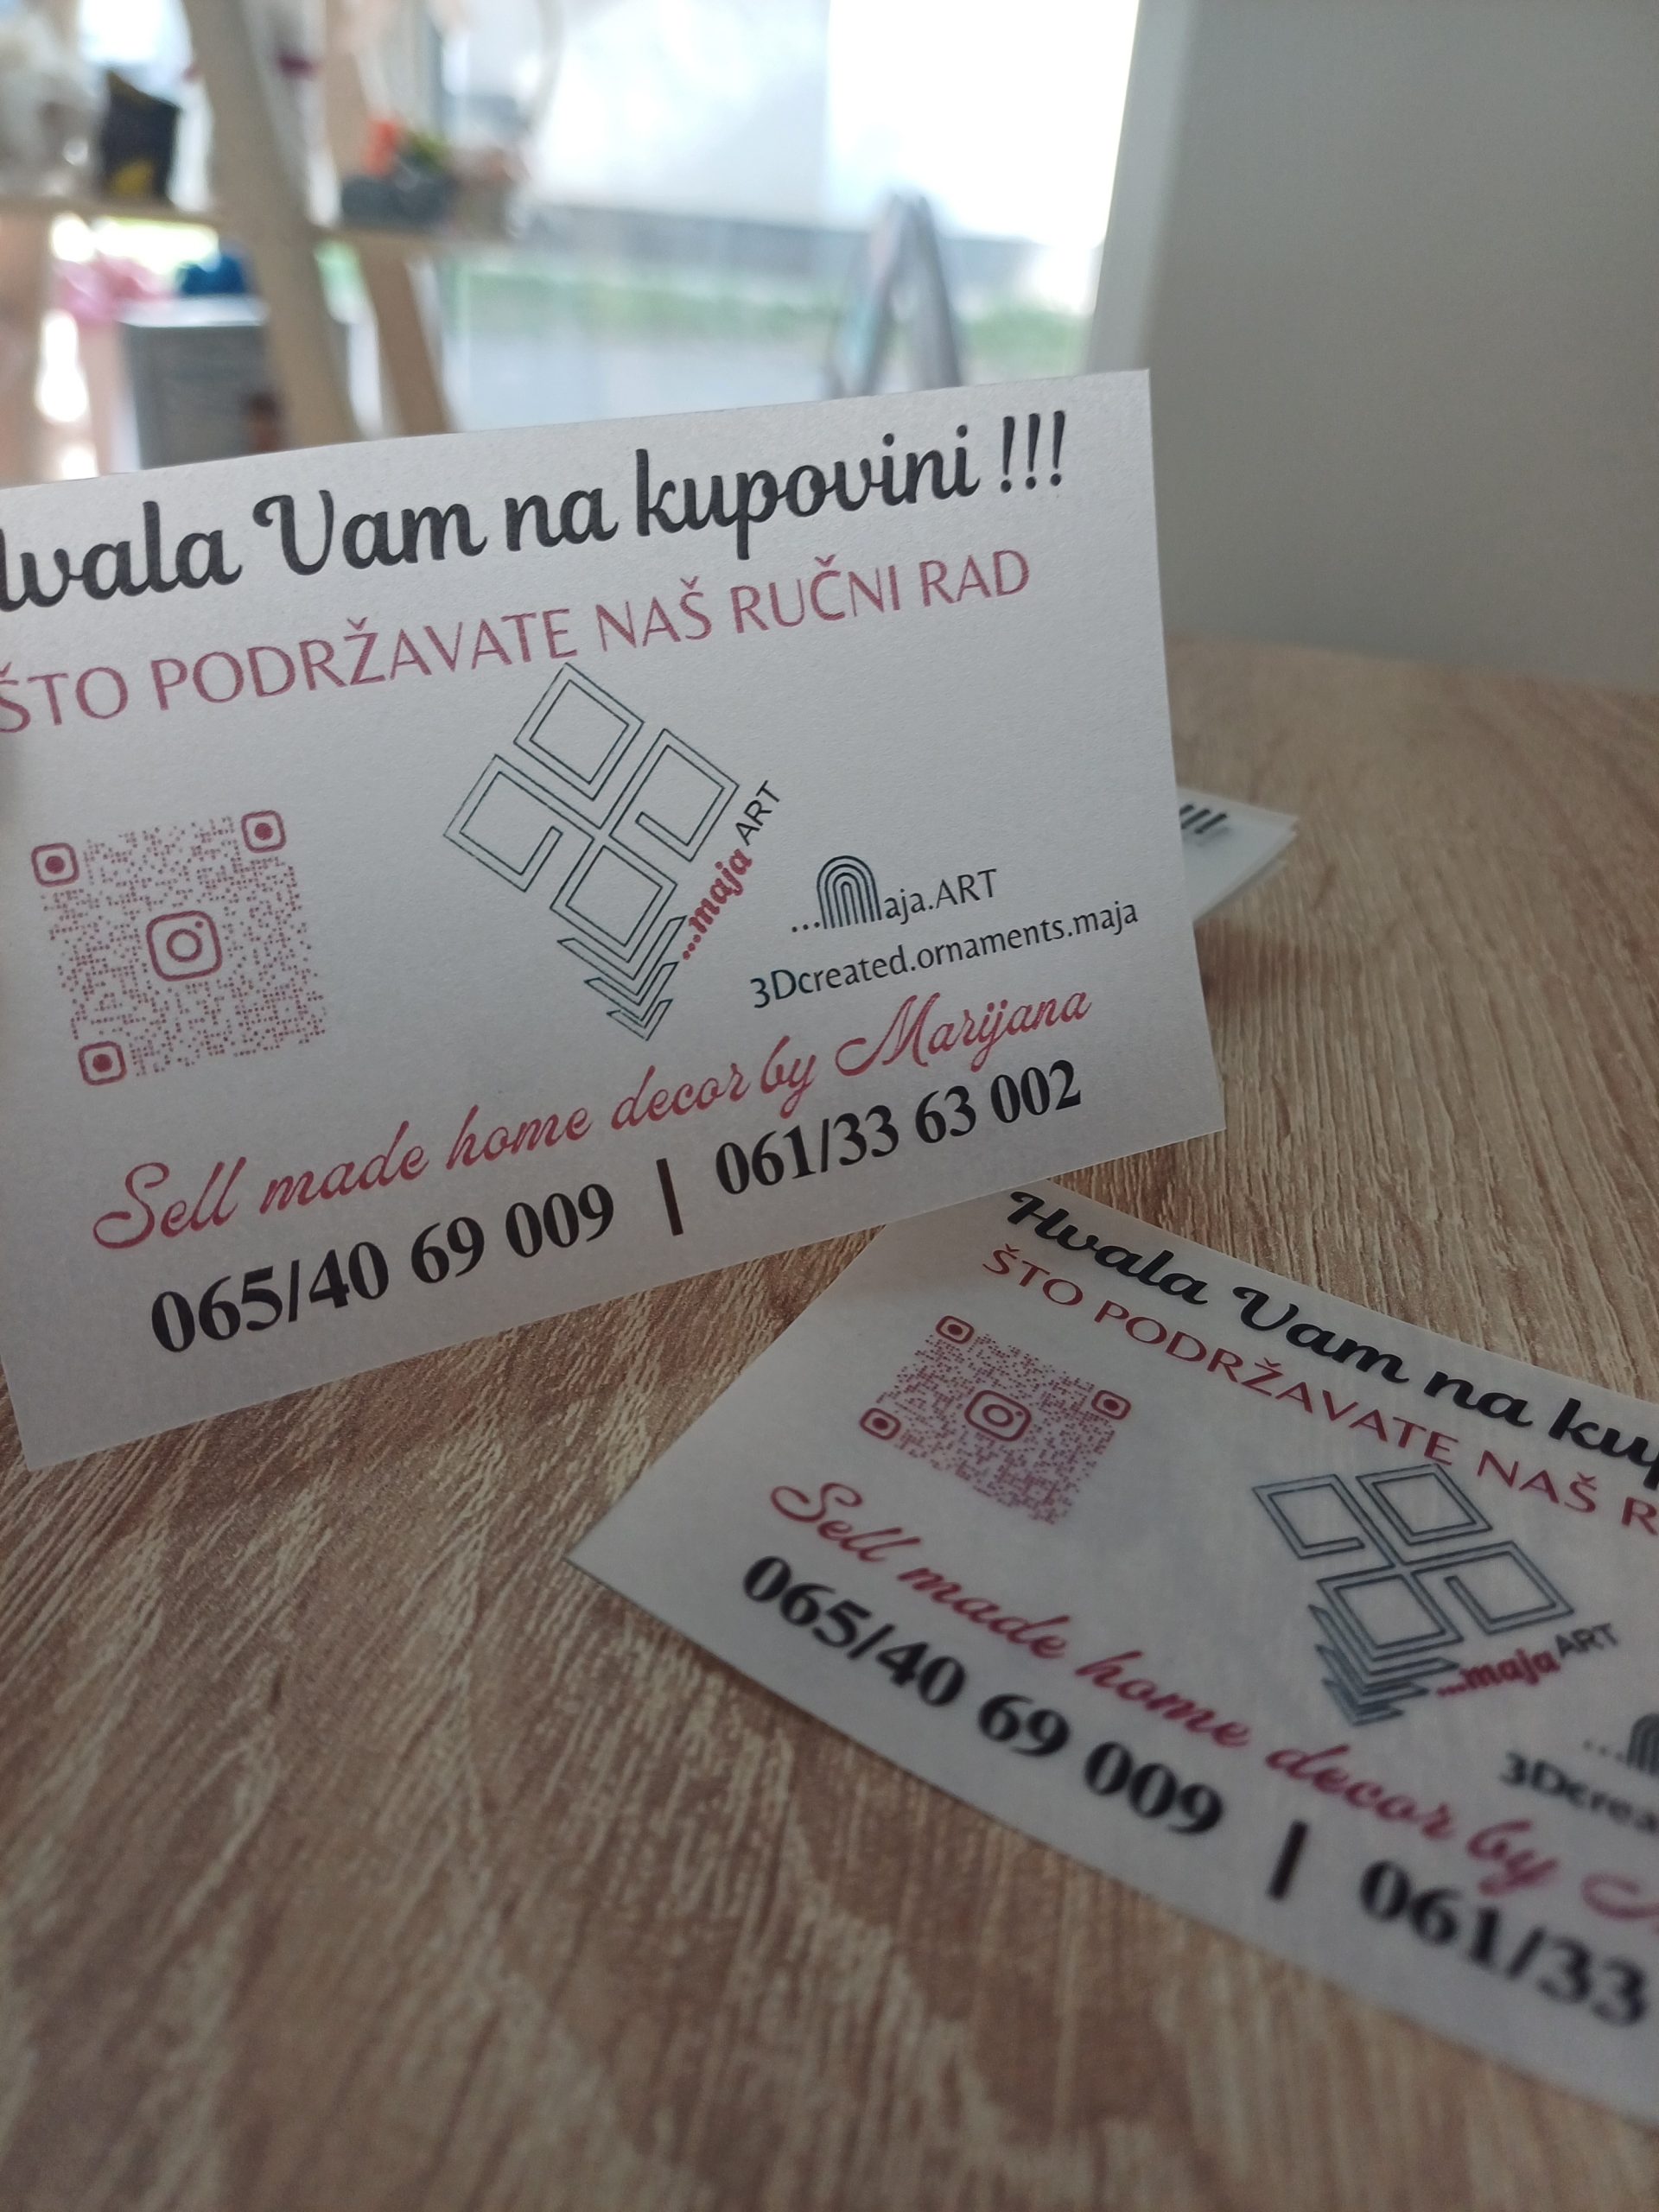 Hvala Vam na kupovini !!!
ŠTO PODRŽAVATE NAŠ RUČNI RAD
...maja ART
...maja.ART
3Dcreated.ornaments.maja
Sell made home decor by Marijana
065/40 69 009 | 061/33 63 002
!!!
Hvala Vam na kup
ŠTO PODRŽAVATE NAŠ R
...maja ART
3Dcrea
Sell made home decor by M
065/40 69 009 | 061/33